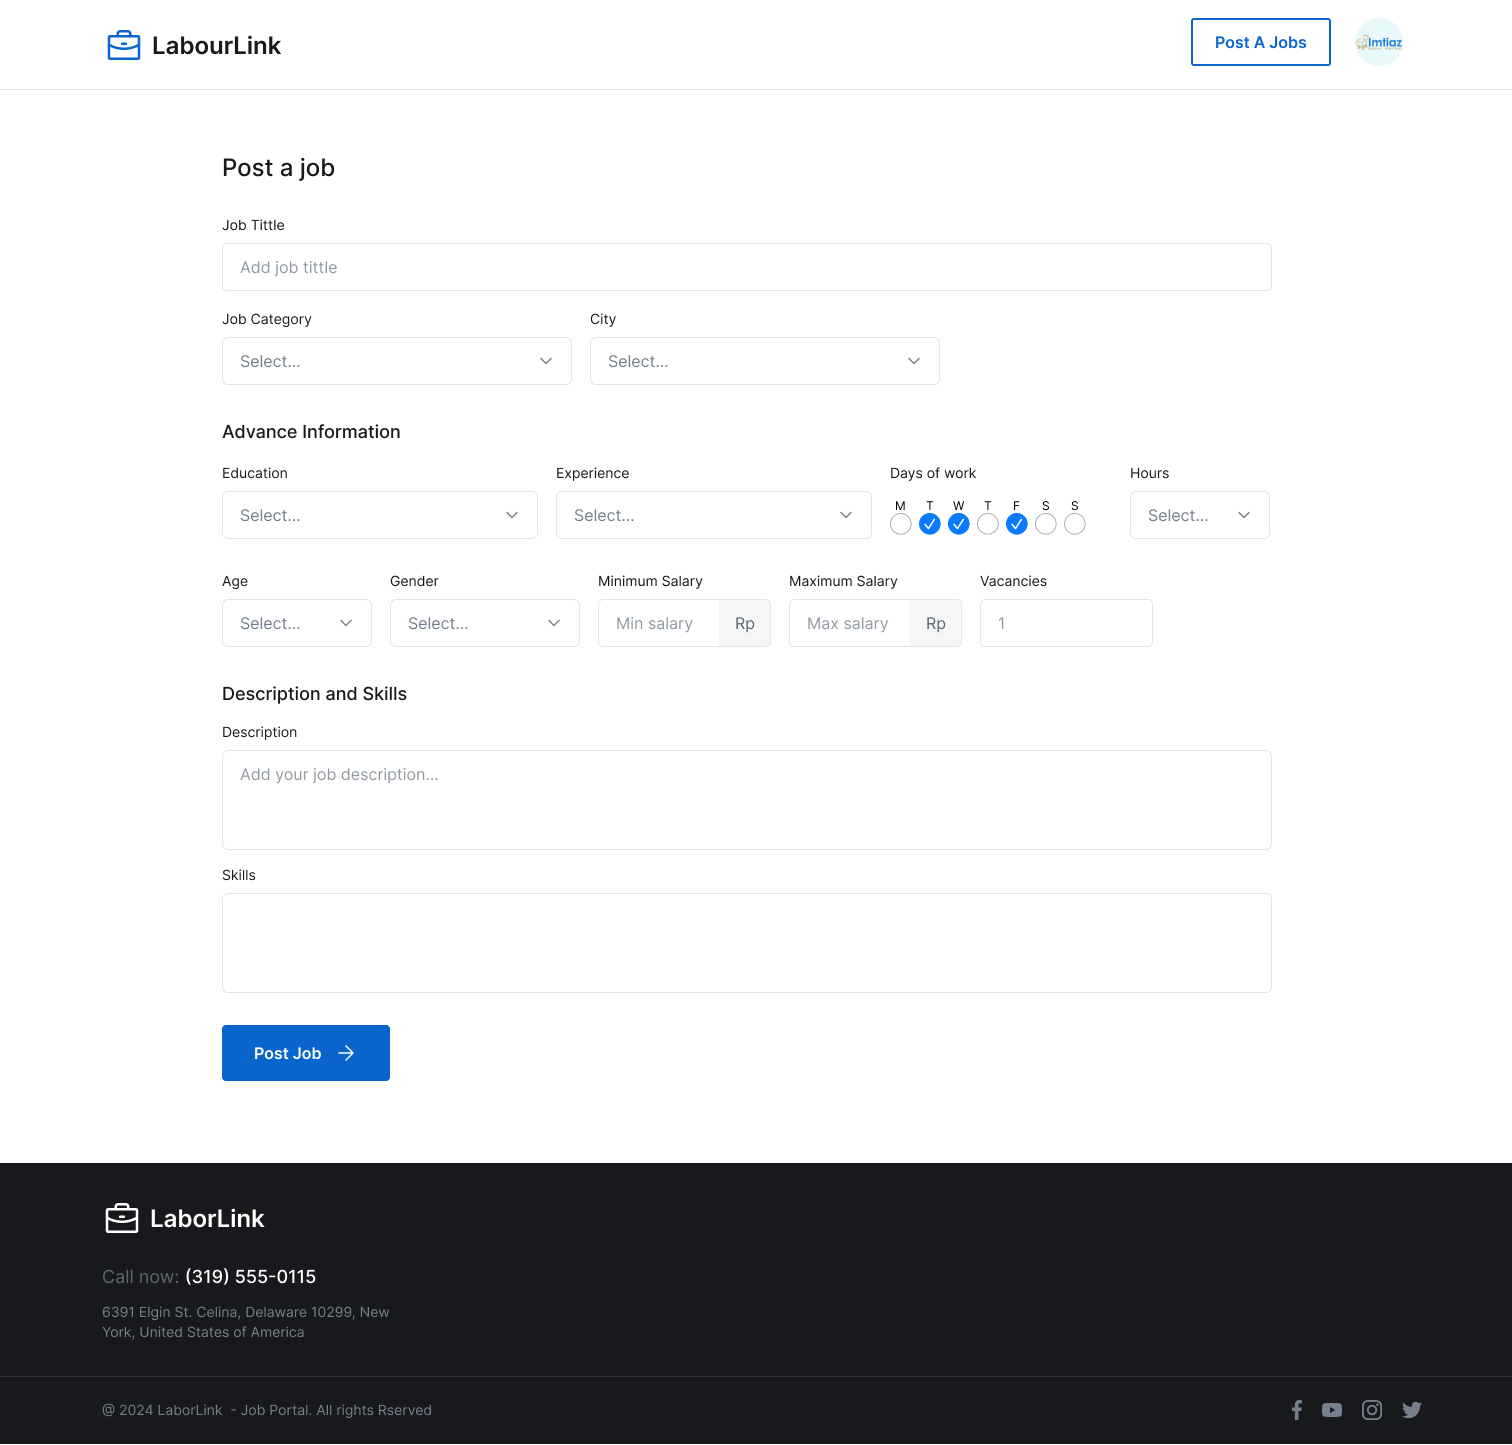 LabourLink
Post A Jobs
Imtiaz
Post a job
Job Tittle
Add job tittle
Job Category City
Select... Select...
Advance Information
Education Experience Days of work Hours
M T W T F S S
Select... Select... Select...
Age Gender Minimum Salary Maximum Salary Vacancies
Select... Select... Min salary Rp Max salary Rp 1
Description and Skills
Description
Add your job description...
Skills
Post Job
LaborLink
Call now: (319) 555-0115
6391 Elgin St. Celina, Delaware 10299, New
York, United States of America
@ 2024 LaborLink - Job Portal. All rights Rserved